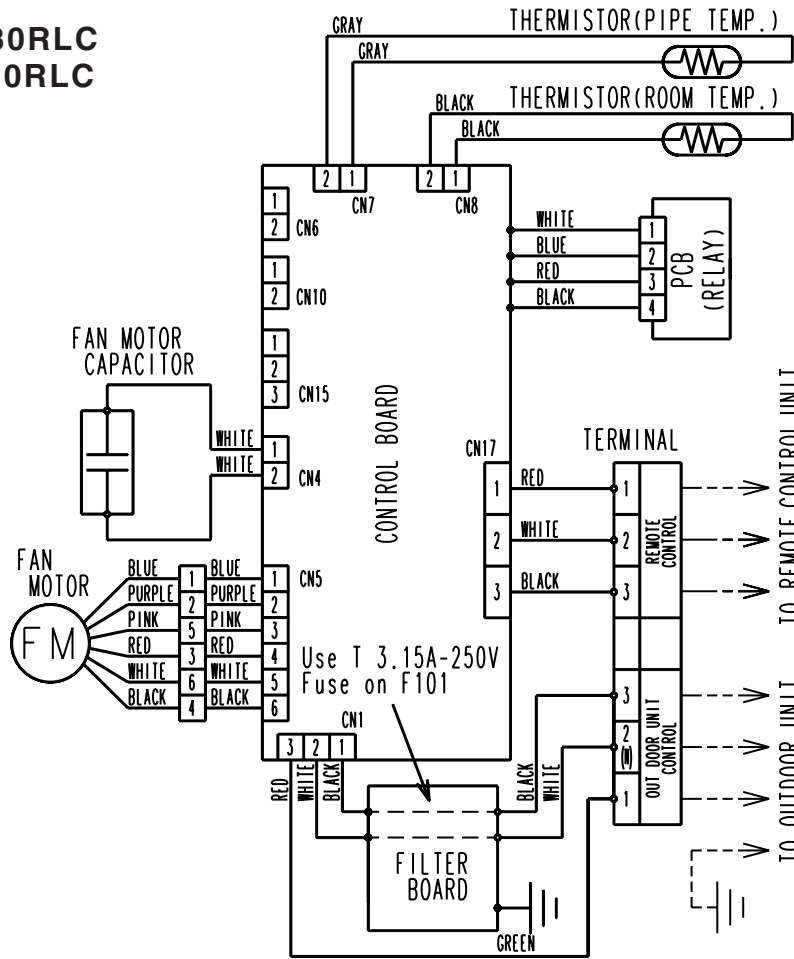 30RLC
0RLC
GRAY
THERMISTOR(PIPE TEMP.)
GRAY
BLACK
THERMISTOR(ROOM TEMP.)
BLACK
2 1
CN7
2 1
CN8
1
2
CN6
1
2
CN10
1
2
3
CN15
WHITE
BLUE
RED
BLACK
1
2
3
4
PCB
(RELAY)
FAN MOTOR
CAPACITOR
WHITE
WHITE
1
2
CN4
CONTROL BOARD
CN17
1
2
3
RED
WHITE
BLACK
TERMINAL
1
2
3
REMOTE
CONTROL
TO REMOTE CONTROL UNIT
FAN
MOTOR
FM
BLUE 1 BLUE 1
PURPLE 2 PURPLE 2
PINK 5 PINK 3
RED 3 RED 4
WHITE 6 WHITE 5
BLACK 4 BLACK 6
CN5
Use T 3.15A-250V
Fuse on F101
CN1
3 2 1
RED
WHITE
BLACK
BLACK
WHITE
3
2
(N)
1
OUT DOOR UNIT
CONTROL
TO OUTDOOR UNIT
FILTER
BOARD
GREEN